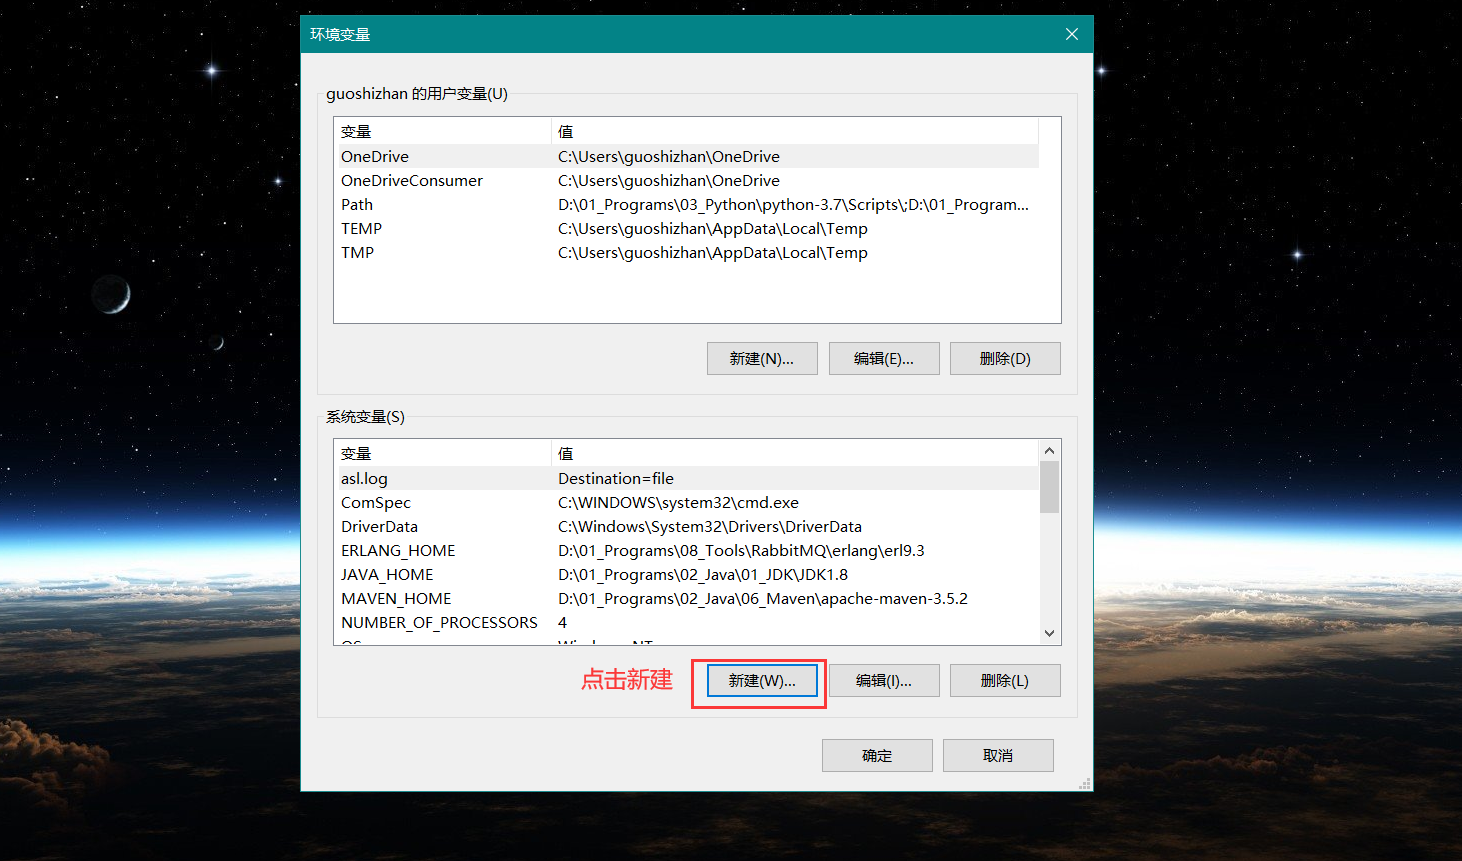 环境变量
guoshizhan 的用户变量(U)
变量 值
OneDrive C:\Users\guoshizhan\OneDrive
OneDriveConsumer C:\Users\guoshizhan\OneDrive
Path D:\01_Programs\03_Python\python-3.7\Scripts\;D:\01_Program...
TEMP C:\Users\guoshizhan\AppData\Local\Temp
TMP C:\Users\guoshizhan\AppData\Local\Temp
新建(N)... 编辑(E)... 删除(D)
系统变量(S)
变量 值
asl.log Destination=file
ComSpec C:\WINDOWS\system32\cmd.exe
DriverData C:\Windows\System32\Drivers\DriverData
ERLANG_HOME D:\01_Programs\08_Tools\RabbitMQ\erlang\erl9.3
JAVA_HOME D:\01_Programs\02_Java\01_JDK\JDK1.8
MAVEN_HOME D:\01_Programs\02_Java\06_Maven\apache-maven-3.5.2
NUMBER_OF_PROCESSORS 4
点击新建 新建(W)... 编辑(I)... 删除(L)
确定 取消